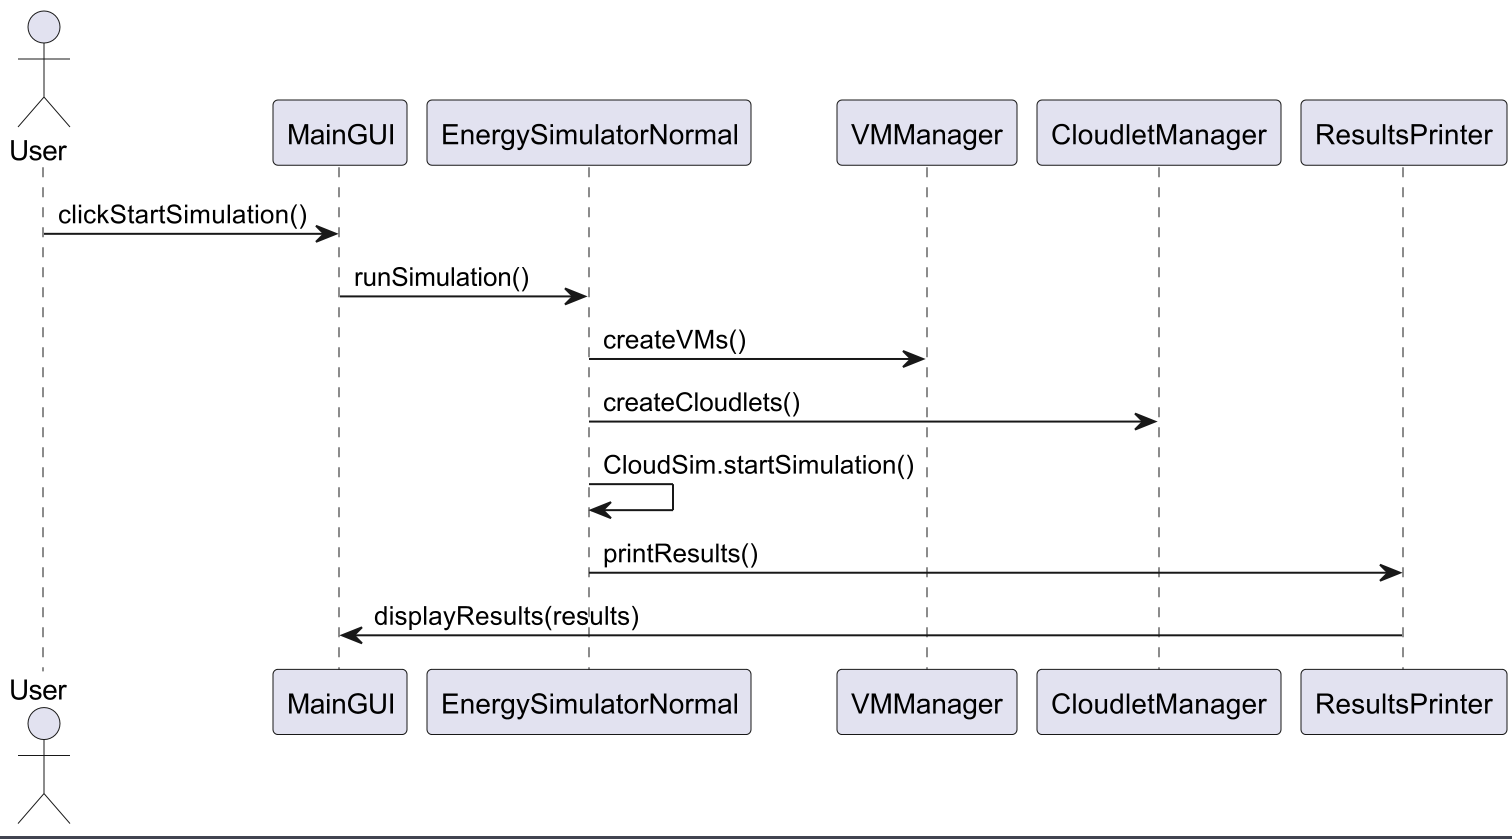 User
MainGUI
EnergySimulatorNormal
VMManager
CloudletManager
ResultsPrinter
clickStartSimulation()
runSimulation()
createVMs()
createCloudlets()
CloudSim.startSimulation()
printResults()
displayResults(results)
User
MainGUI
EnergySimulatorNormal
VMManager
CloudletManager
ResultsPrinter